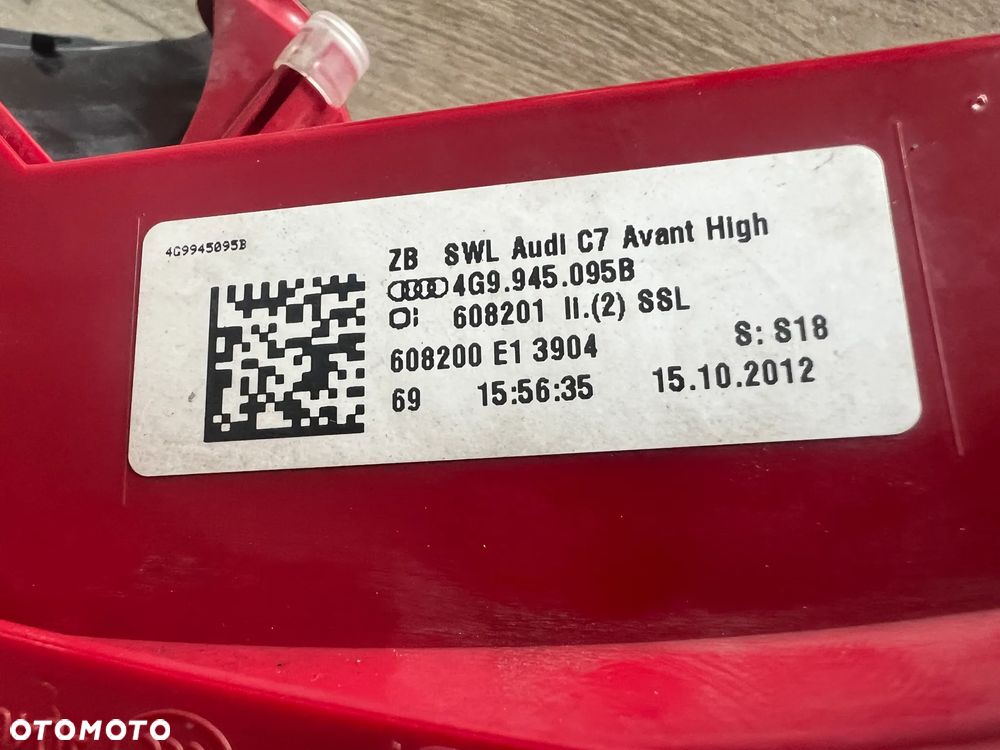 4G9945095B
ZB SWL Audi C7 Avant High
4G9.945.095B
608201 II.(2) SSL
608200 E1 3904 S: S18
69 15:56:35 15.10.2012
OTOMOTO